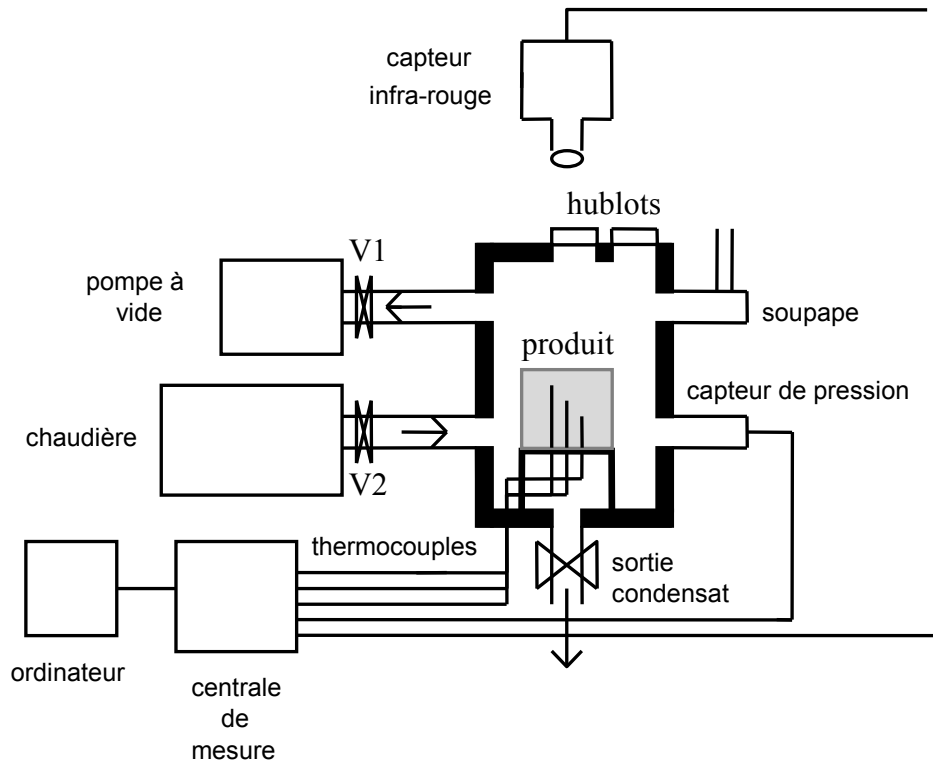 capteur
infra-rouge
hublots
V1
pompe à
vide
soupape
produit
capteur de pression
chaudière
V2
thermocouples
sortie
condensat
ordinateur
centrale
de
mesure